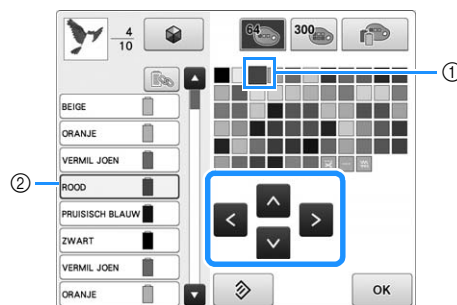 4
10
64
300
①
BEIGE
ORANJE
VERMIL JOEN
② ROOD
PRUISISCH BLAUW
ZWART
VERMIL JOEN
ORANJE
OK